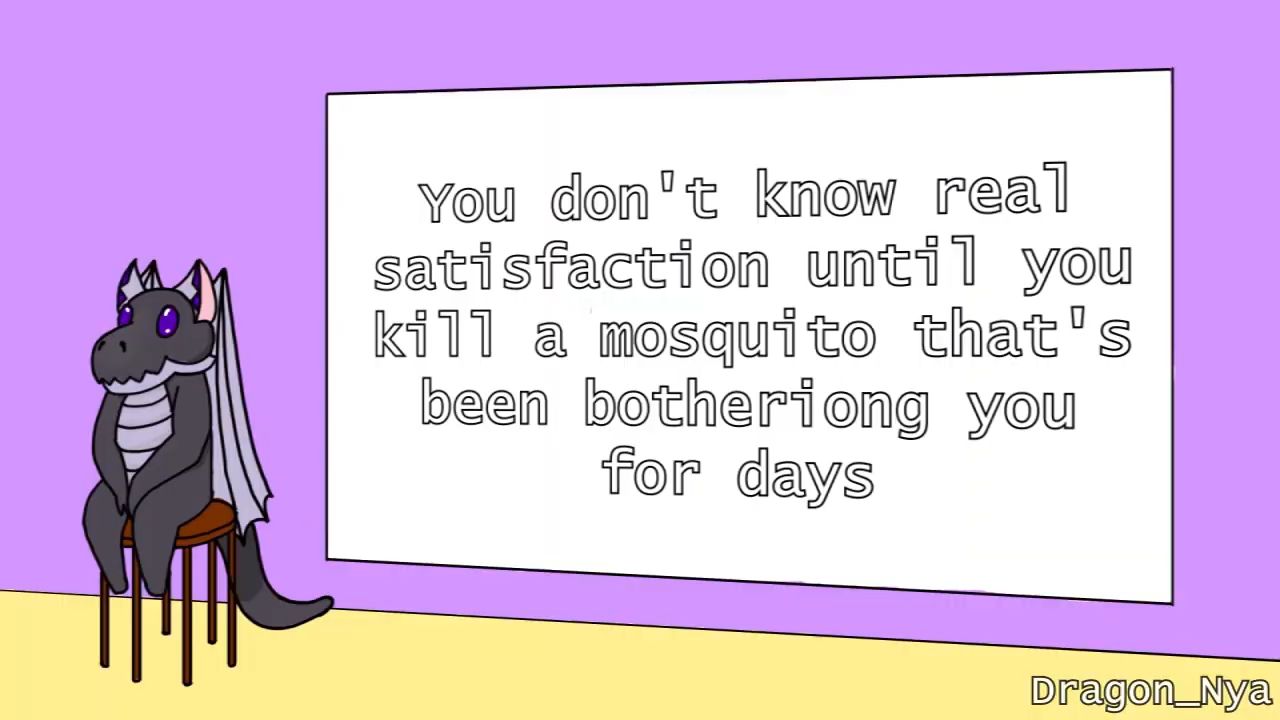 You don't know real
satisfaction until you
kill a mosquito that's
been botheriong you
for days
Dragon_Nya